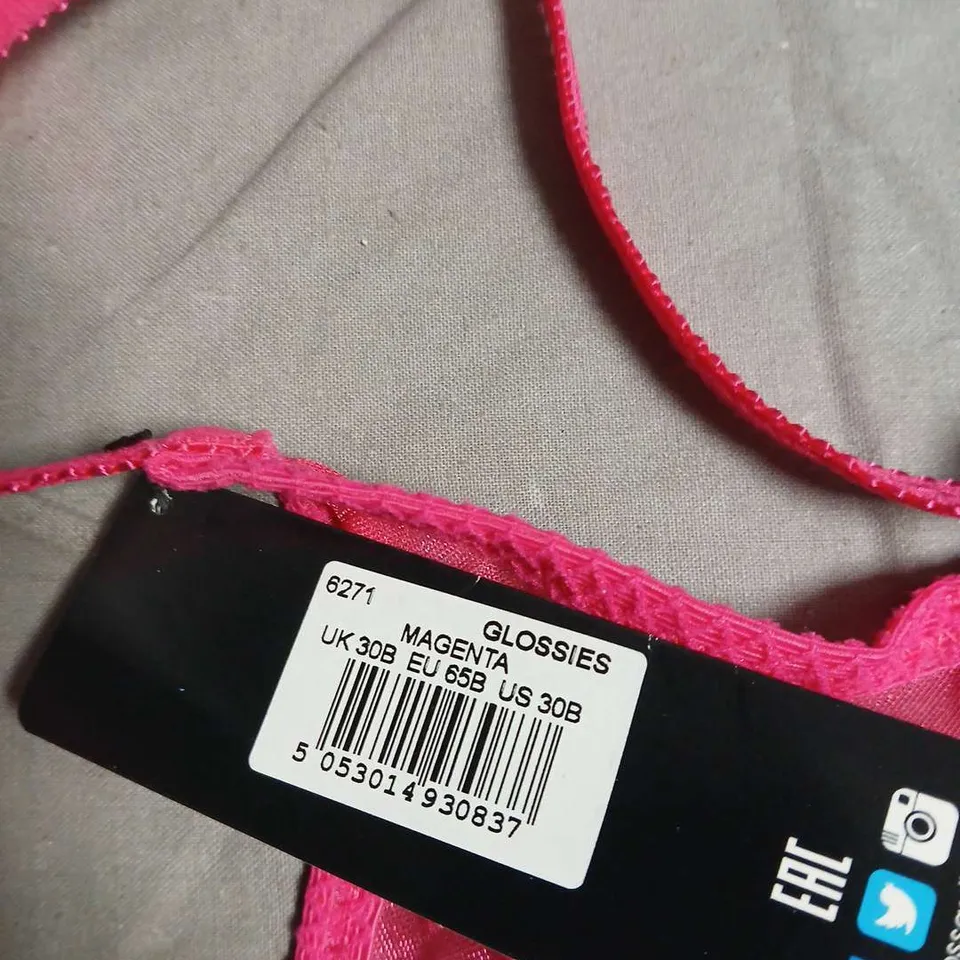 6271
GLOSSIES
MAGENTA
UK 30B EU 65B US 30B
5 053014 930837
EAC